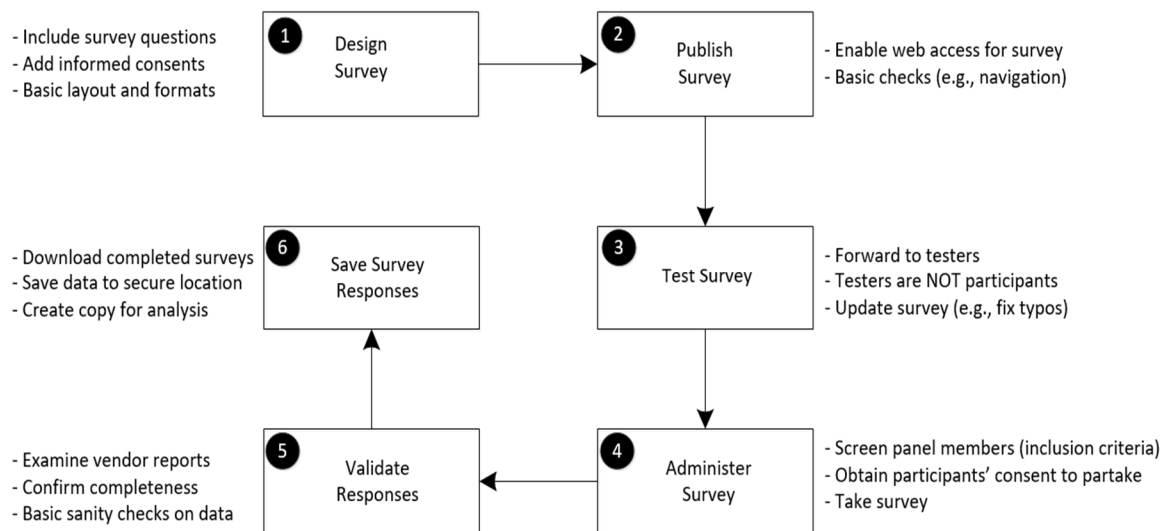 - Include survey questions
- Add informed consents
- Basic layout and formats
1
Design
Survey
2
Publish
Survey
- Enable web access for survey
- Basic checks (e.g., navigation)
3
Test Survey
- Forward to testers
- Testers are NOT participants
- Update survey (e.g., fix typos)
4
Administer
Survey
- Screen panel members (inclusion criteria)
- Obtain participants’ consent to partake
- Take survey
5
Validate
Responses
- Examine vendor reports
- Confirm completeness
- Basic sanity checks on data
6
Save Survey
Responses
- Download completed surveys
- Save data to secure location
- Create copy for analysis